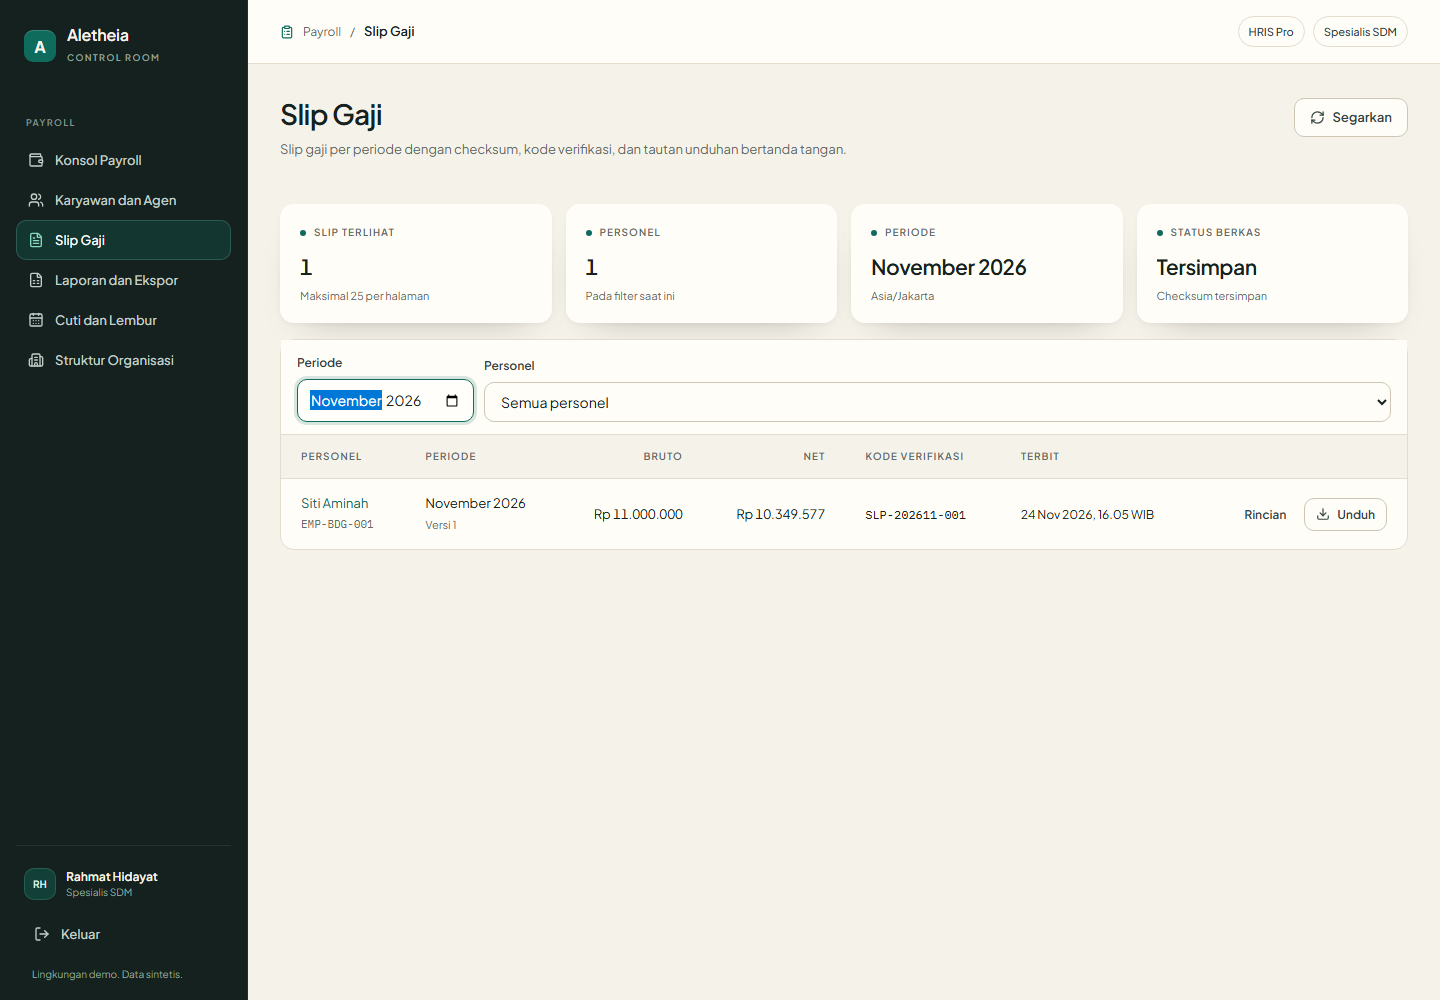 A
Aletheia
CONTROL ROOM
PAYROLL
Konsol Payroll
Karyawan dan Agen
Slip Gaji
Laporan dan Ekspor
Cuti dan Lembur
Struktur Organisasi
RH
Rahmat Hidayat
Spesialis SDM
Keluar
Lingkungan demo. Data sintetis.
Payroll / Slip Gaji
HRIS Pro
Spesialis SDM
Slip Gaji
Slip gaji per periode dengan checksum, kode verifikasi, dan tautan unduhan bertanda tangan.
Segarkan
SLIP TERLIHAT
1
Maksimal 25 per halaman
PERSONEL
1
Pada filter saat ini
PERIODE
November 2026
Asia/Jakarta
STATUS BERKAS
Tersimpan
Checksum tersimpan
Periode
November 2026
Personel
Semua personel
PERSONEL PERIODE BRUTO NET KODE VERIFIKASI TERBIT
Siti Aminah
EMP-BDG-001
November 2026
Versi 1
Rp 11.000.000
Rp 10.349.577
SLP-202611-001
24 Nov 2026, 16.05 WIB
Rincian
Unduh